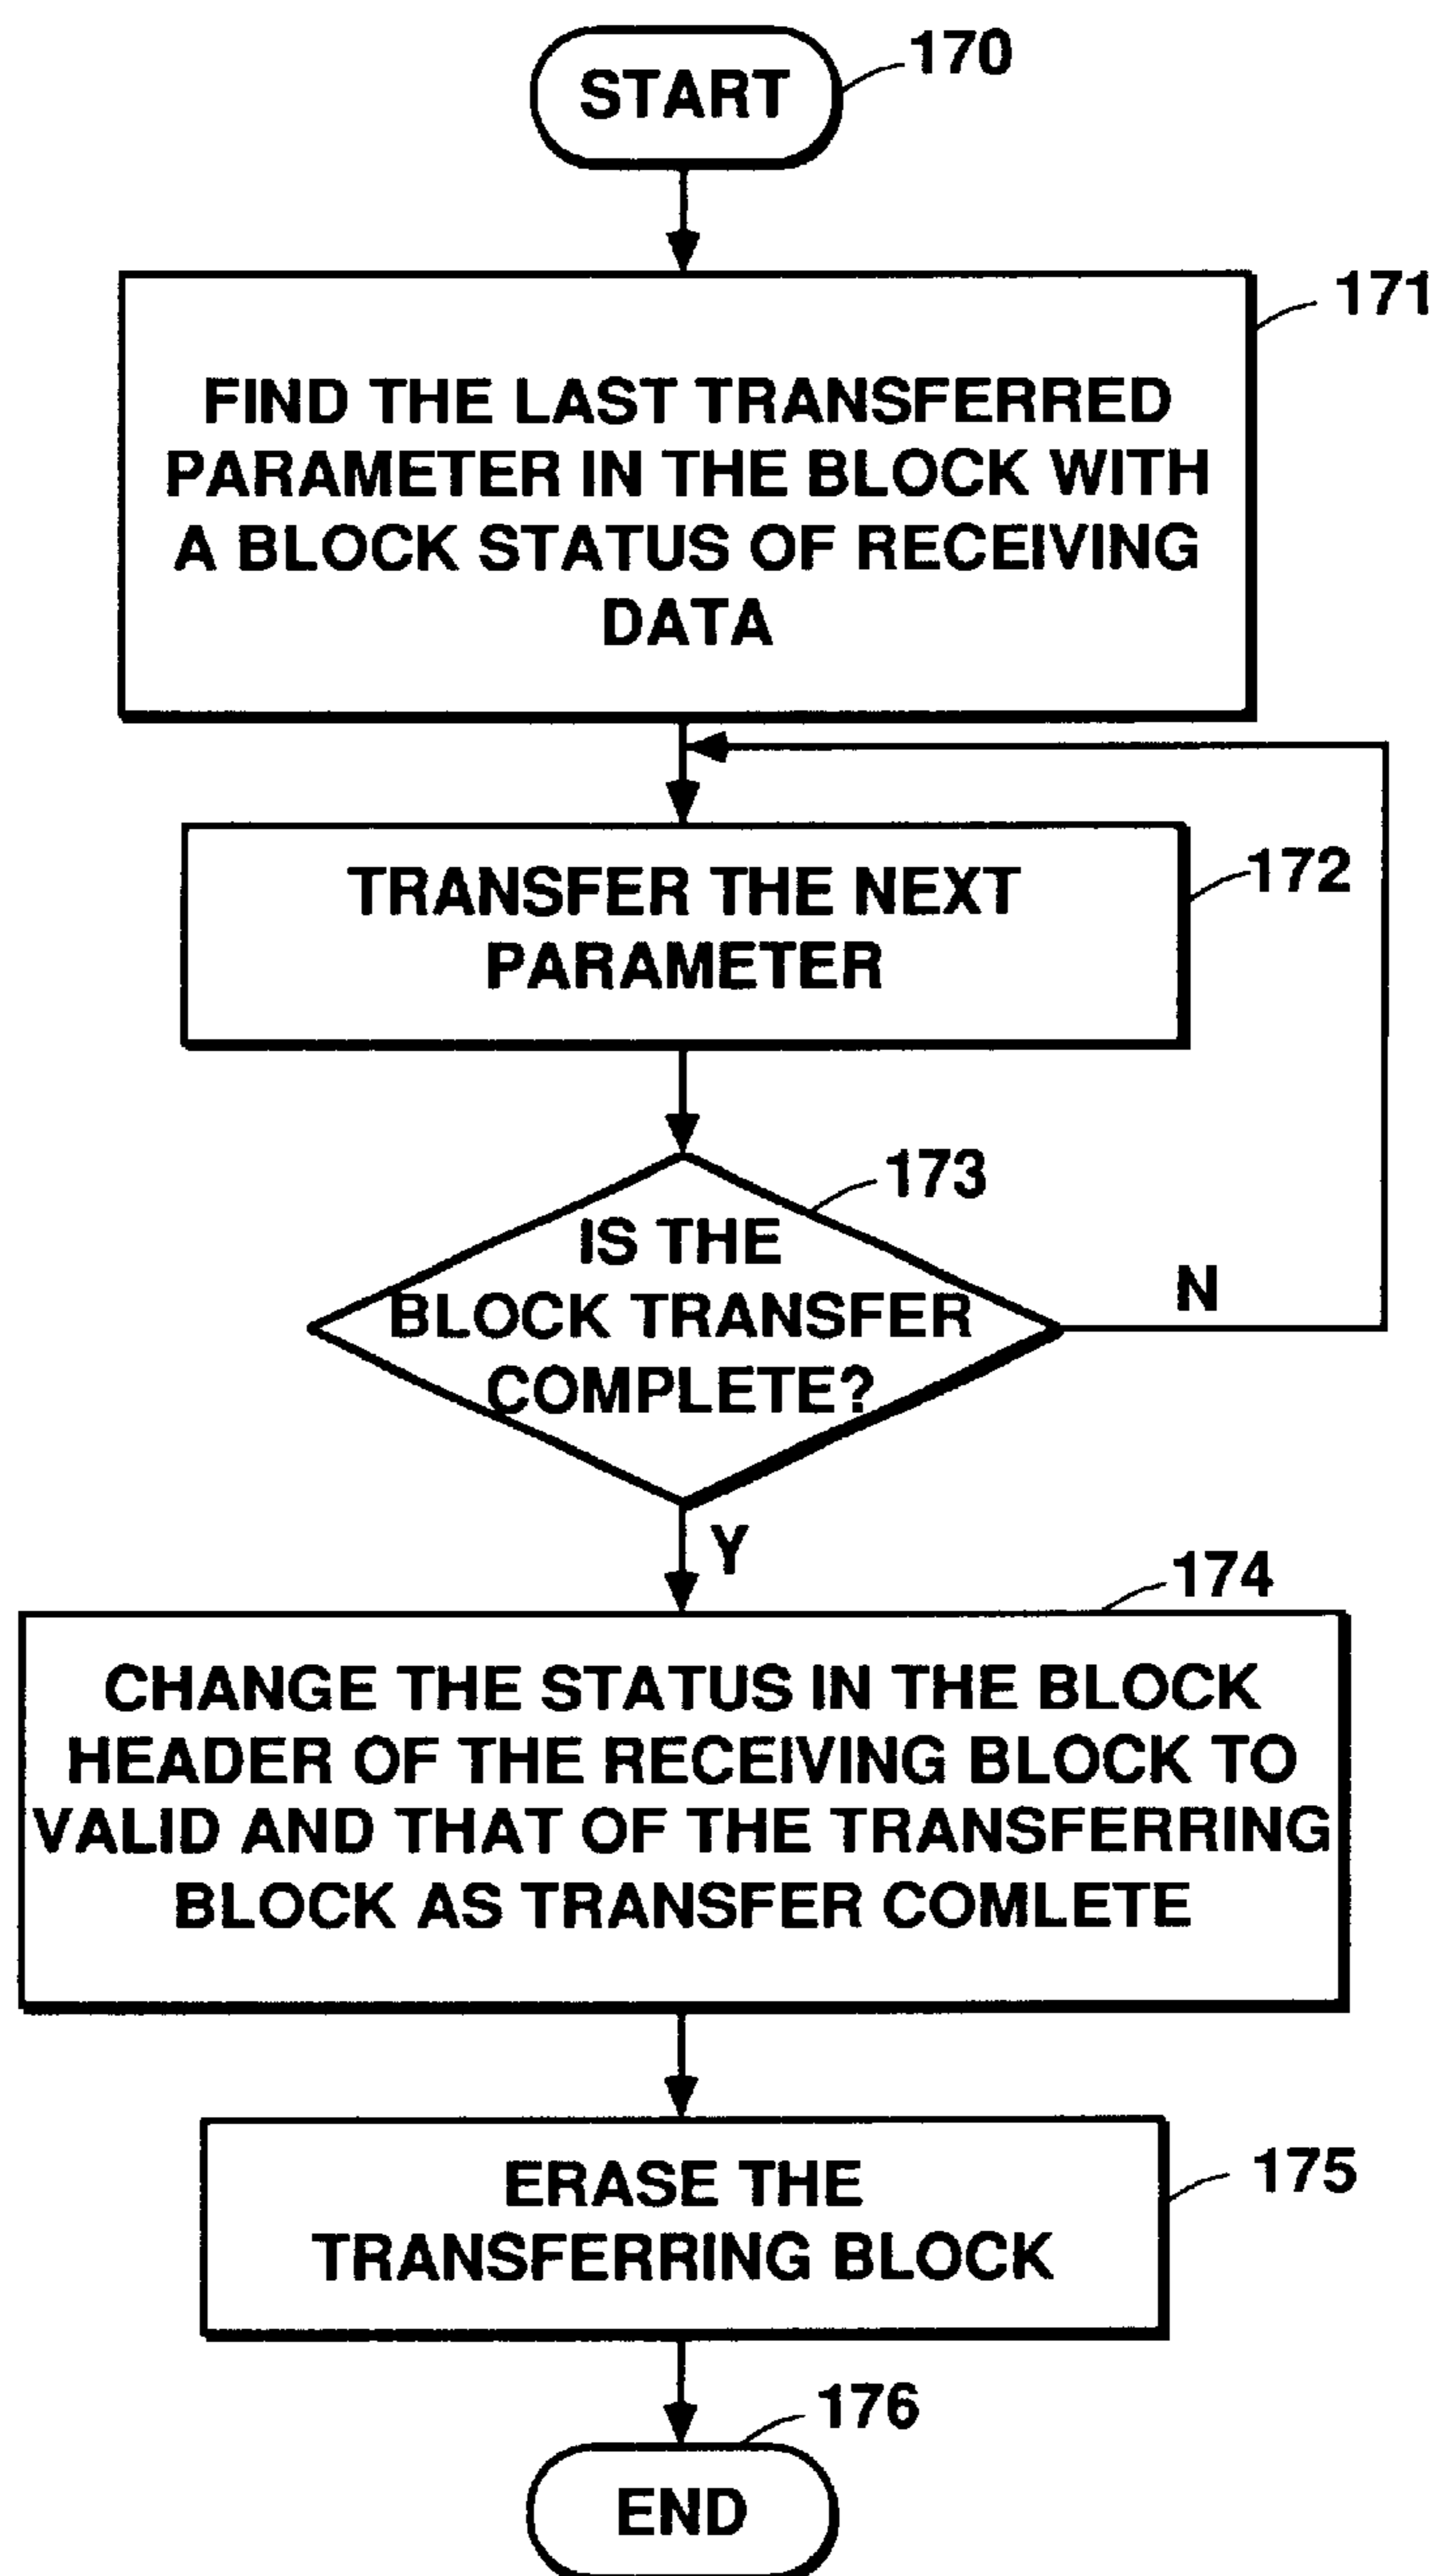 START
170
171
FIND THE LAST TRANSFERRED
PARAMETER IN THE BLOCK WITH
A BLOCK STATUS OF RECEIVING
DATA
TRANSFER THE NEXT
PARAMETER
172
173
IS THE
BLOCK TRANSFER
COMPLETE?
N
Y
174
CHANGE THE STATUS IN THE BLOCK
HEADER OF THE RECEIVING BLOCK TO
VALID AND THAT OF THE TRANSFERRING
BLOCK AS TRANSFER COMLETE
ERASE THE
TRANSFERRING BLOCK
175
176
END